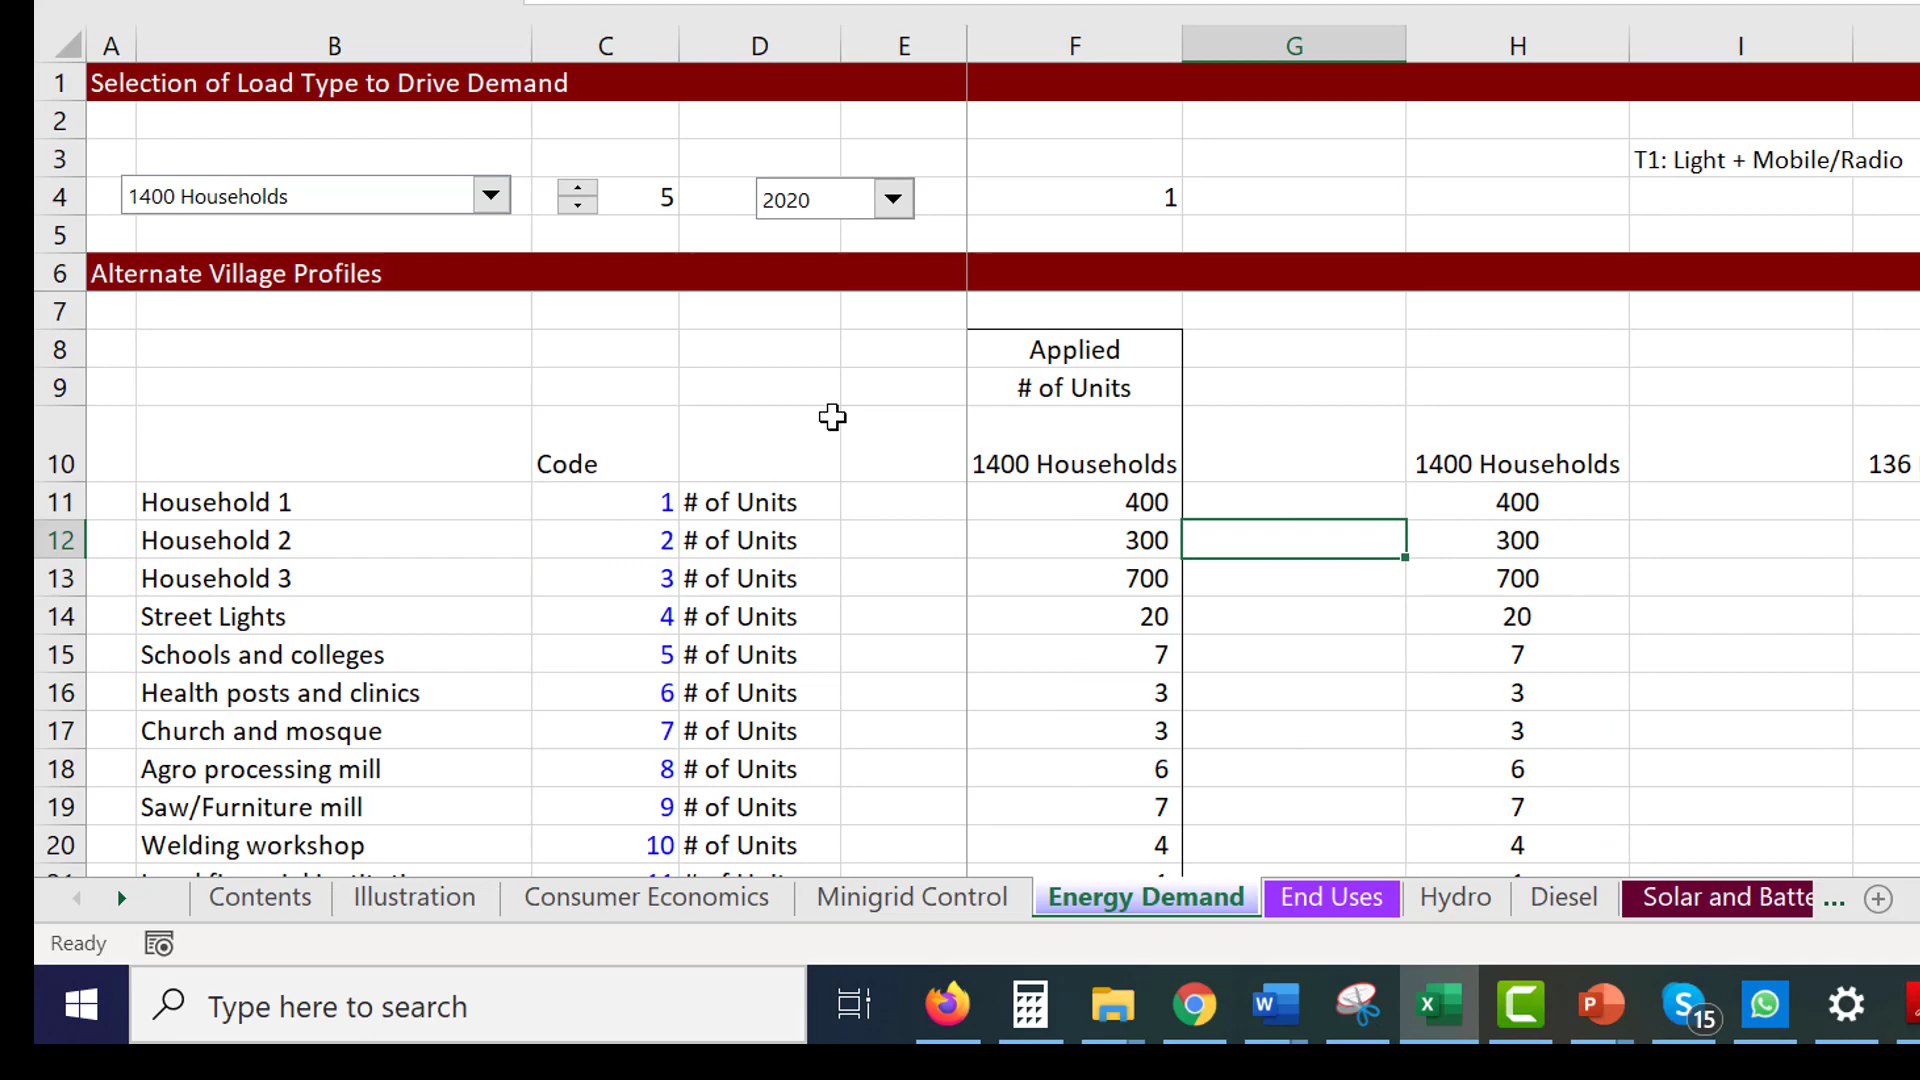 A B C D E F G H I
1 Selection of Load Type to Drive Demand
2
3 T1: Light + Mobile/Radio
4 1400 Households 5 2020 1
5
6 Alternate Village Profiles
7
8 Applied
9 # of Units
10 Code 1400 Households 1400 Households 136
11 Household 1 1 # of Units 400 400
12 Household 2 2 # of Units 300 300
13 Household 3 3 # of Units 700 700
14 Street Lights 4 # of Units 20 20
15 Schools and colleges 5 # of Units 7 7
16 Health posts and clinics 6 # of Units 3 3
17 Church and mosque 7 # of Units 3 3
18 Agro processing mill 8 # of Units 6 6
19 Saw/Furniture mill 9 # of Units 7 7
20 Welding workshop 10 # of Units 4 4
Contents Illustration Consumer Economics Minigrid Control Energy Demand End Uses Hydro Diesel Solar and Batte ...
Ready
Type here to search W X P S 15